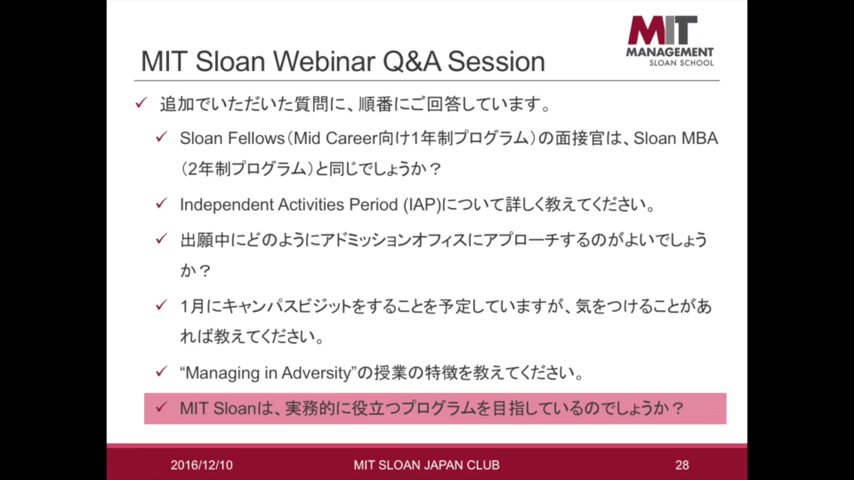 MIT
MANAGEMENT
SLOAN SCHOOL
MIT Sloan Webinar Q&A Session
✓ 追加でいただいた質問に、順番にご回答しています。
✓ Sloan Fellows（Mid Career向け1年制プログラム）の面接官は、Sloan MBA
（2年制プログラム）と同じでしょうか？
✓ Independent Activities Period (IAP)について詳しく教えてください。
✓ 出願中にどのようにアドミッションオフィスにアプローチするのがよいでしょう
か？
✓ 1月にキャンパスビジットをすることを予定していますが、気をつけることがあ
れば教えてください。
✓ “Managing in Adversity”の授業の特徴を教えてください。
✓ MIT Sloanは、実務的に役立つプログラムを目指しているのでしょうか？
2016/12/10 MIT SLOAN JAPAN CLUB 28